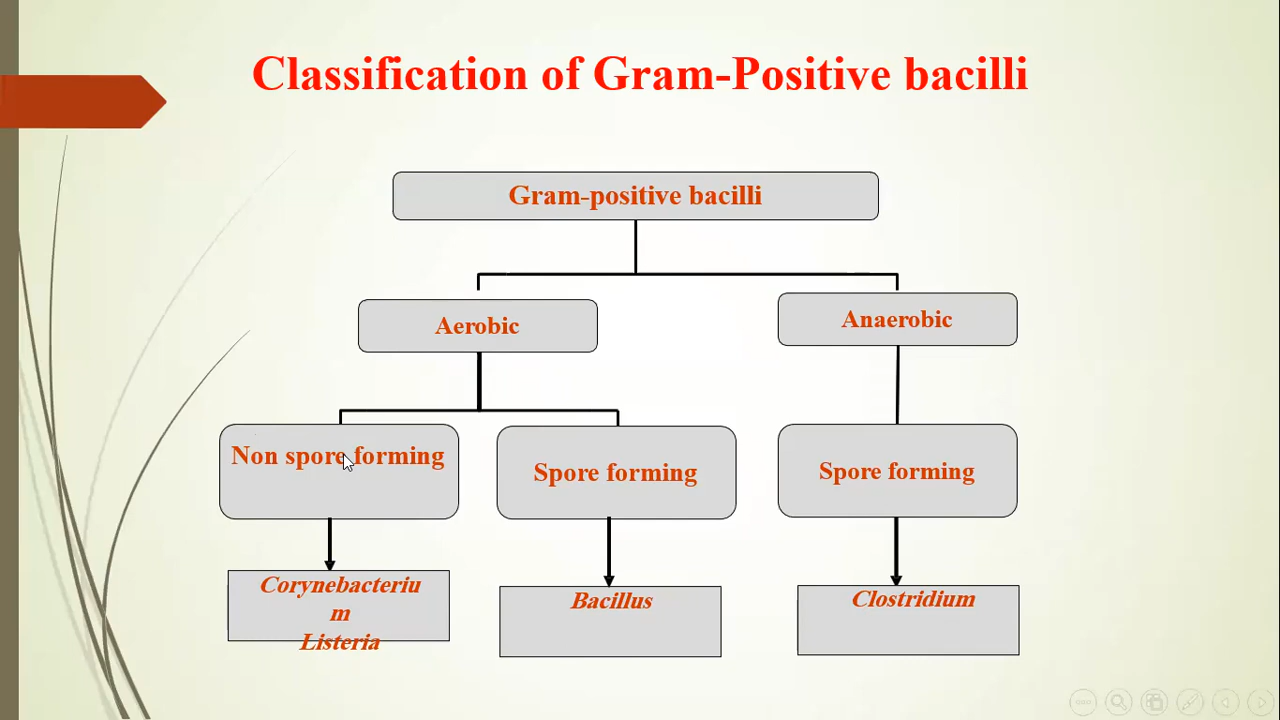 Classification of Gram-Positive bacilli
Gram-positive bacilli
Aerobic
Anaerobic
Non spore forming
Spore forming
Spore forming
Corynebacteriu
m
Listeria
Bacillus
Clostridium